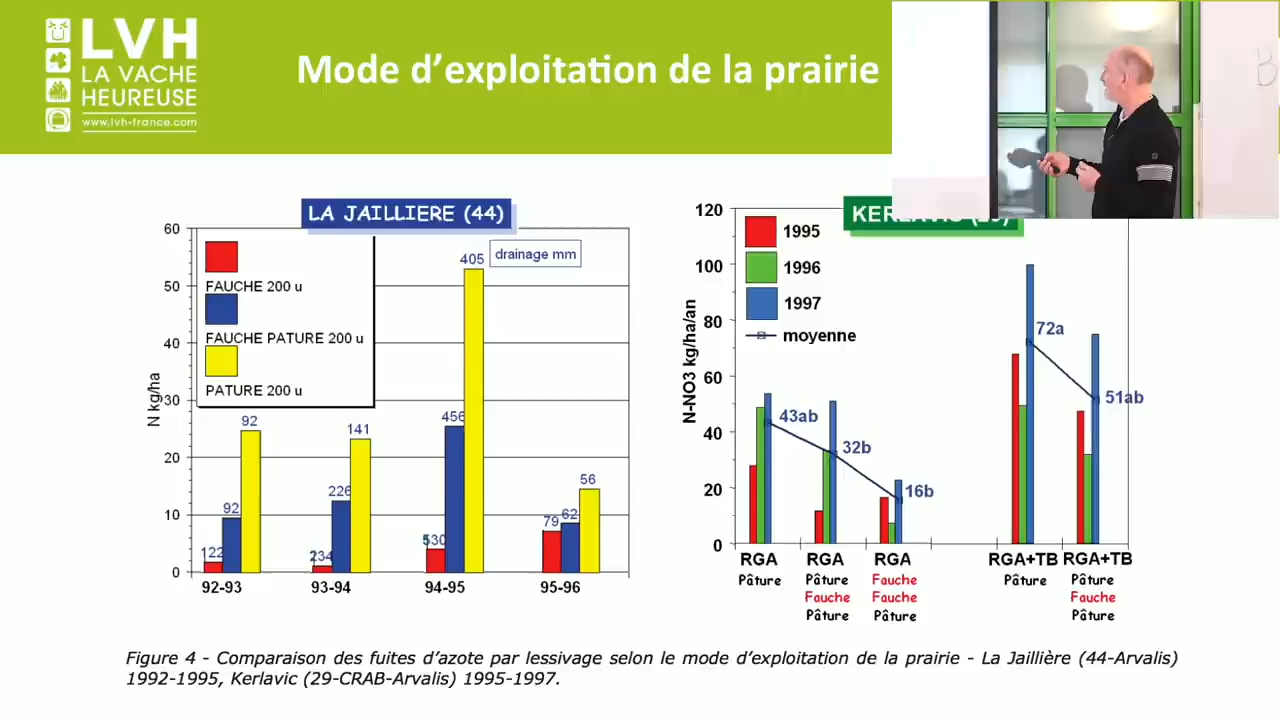 LVH
LA VACHE
HEUREUSE
www.lvh-france.com
Mode d’exploitation de la prairie
B
LA JAILLIERE (44)
drainage mm
FAUCHE 200 u
FAUCHE PATURE 200 u
PATURE 200 u
N kg/ha
60
50
40
30
20
10
0
122 92 92
234 226 141
530 456 405
79 62 56
92-93 93-94 94-95 95-96
1995
1996
1997
moyenne
N-NO3 kg/ha/an
120
100
80
60
40
20
0
43ab 32b 16b 72a 51ab
RGA RGA RGA RGA+TB RGA+TB
Pâture Pâture Fauche Pâture Pâture
Fauche Fauche Fauche
Pâture Pâture Pâture
Figure 4 - Comparaison des fuites d’azote par lessivage selon le mode d’exploitation de la prairie - La Jaillière (44-Arvalis)
1992-1995, Kerlavic (29-CRAB-Arvalis) 1995-1997.